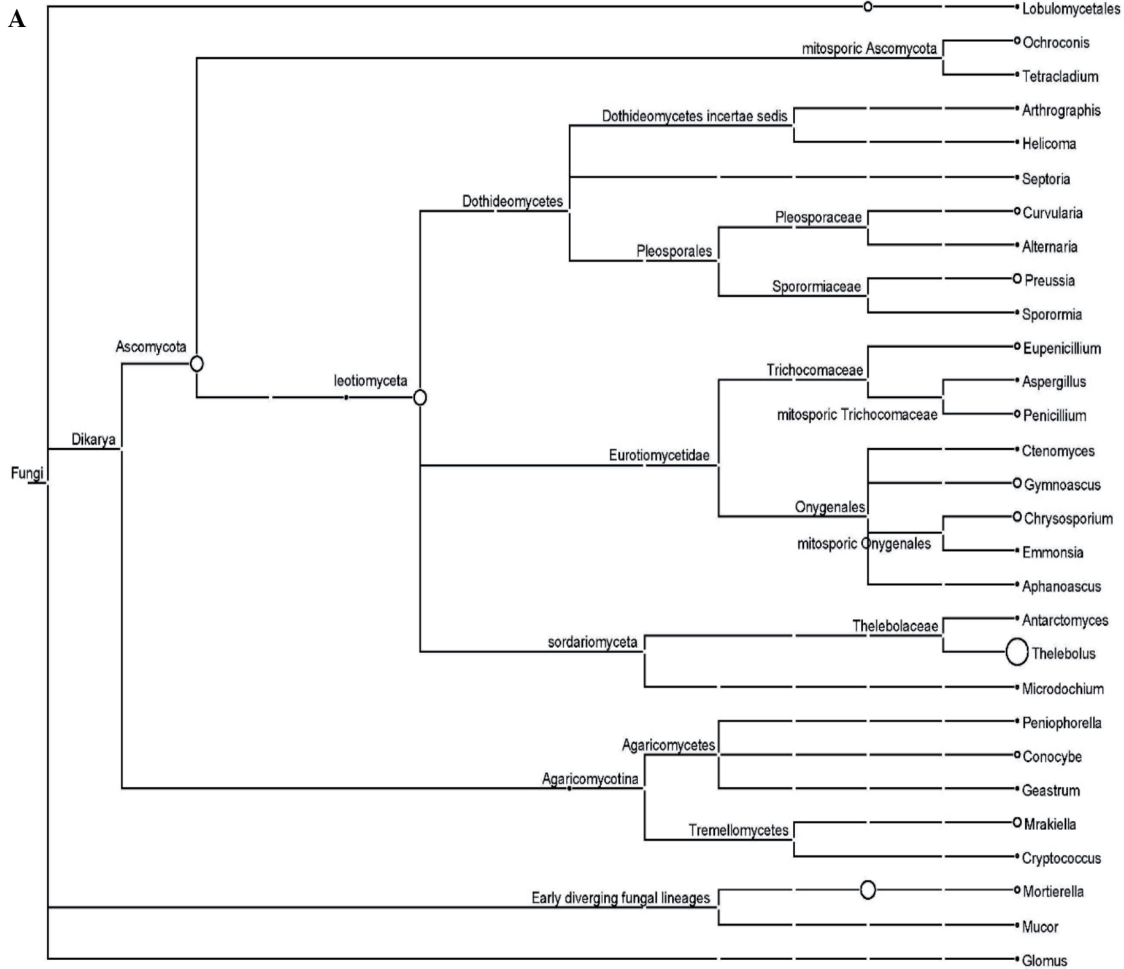 A
Lobulomycetales
Ochroconis
mitosporic Ascomycota
Tetracladium
Arthrographis
Dothideomycetes incertae sedis
Helicoma
Septoria
Dothideomycetes
Curvularia
Pleosporaceae
Alternaria
Pleosporales
Preussia
Sporormiaceae
Sporormia
Ascomycota
Eupenicillium
Trichocomaceae
leotiomyceta
Aspergillus
mitosporic Trichocomaceae
Penicillium
Dikarya
Ctenomyces
Eurotiomycetidae
Fungi
Gymnoascus
Onygenales
Chrysosporium
mitosporic Onygenales
Emmonsia
Aphanoascus
Antarctomyces
Thelebolaceae
sordariomyceta
Thelebolus
Microdochium
Peniophorella
Agaricomycetes
Conocybe
Agaricomycotina
Geastrum
Mrakiella
Tremellomycetes
Cryptococcus
Mortierella
Early diverging fungal lineages
Mucor
Glomus